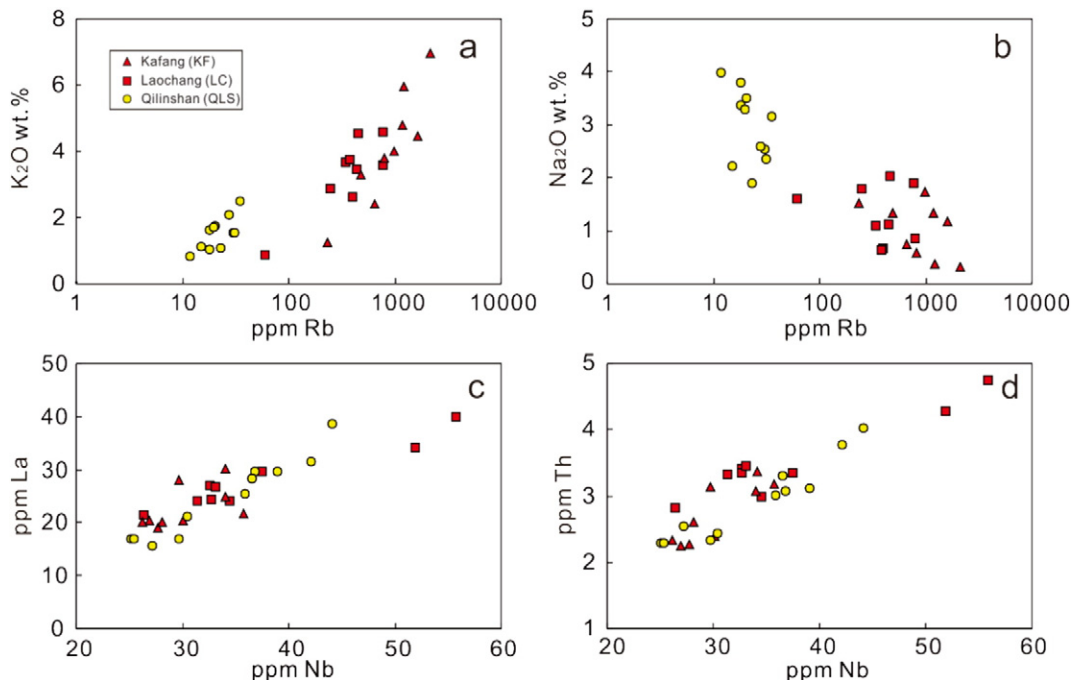 a
8
6
4
2
0
K₂O wt.%
Kafang (KF)
Laochang (LC)
Qilinshan (QLS)
1 10 100 1000 10000
ppm Rb
b
5
4
3
2
1
0
Na₂O wt.%
1 10 100 1000 10000
ppm Rb
c
50
40
30
20
10
0
ppm La
20 30 40 50 60
ppm Nb
d
5
4
3
2
1
ppm Th
20 30 40 50 60
ppm Nb